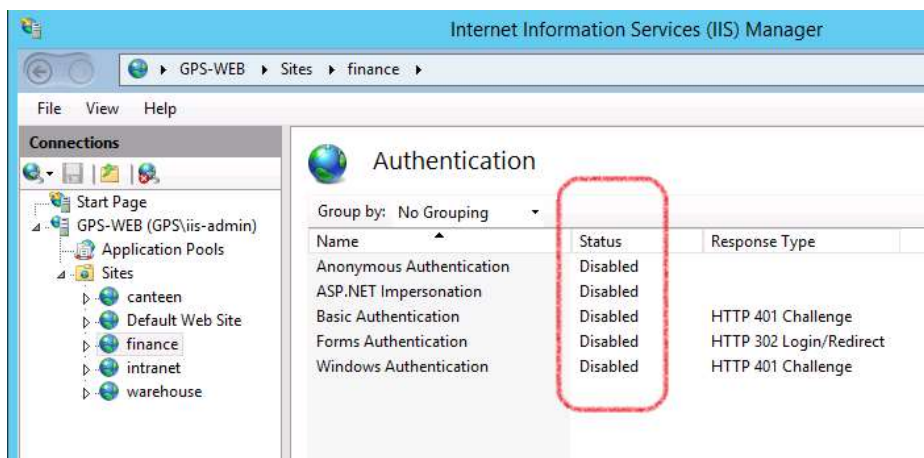 Internet Information Services (IIS) Manager
GPS-WEB Sites finance
File View Help
Connections
Start Page
GPS-WEB (GPS\iis-admin)
Application Pools
Sites
canteen
Default Web Site
finance
intranet
warehouse
Authentication
Group by: No Grouping
Name Status Response Type
Anonymous Authentication Disabled
ASP.NET Impersonation Disabled
Basic Authentication Disabled HTTP 401 Challenge
Forms Authentication Disabled HTTP 302 Login/Redirect
Windows Authentication Disabled HTTP 401 Challenge